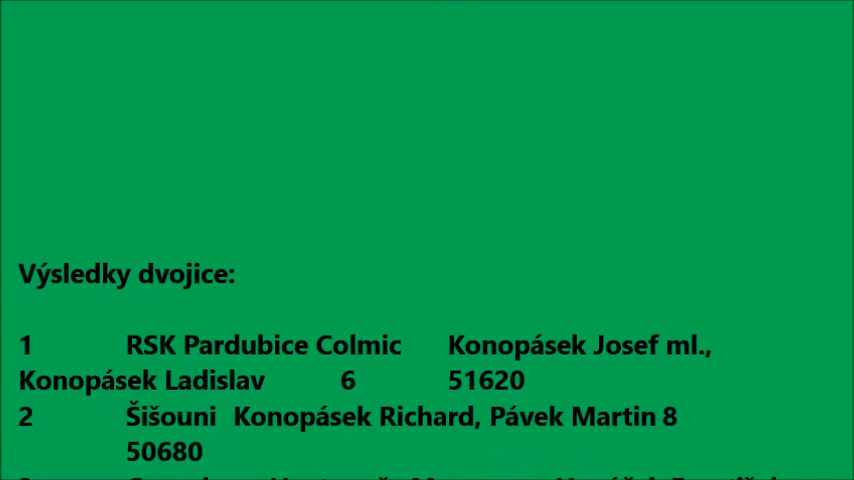 Výsledky dvojice:
1 RSK Pardubice Colmic Konopásek Josef ml.,
Konopásek Ladislav 6 51620
2 Šišouni Konopásek Richard, Pávek Martin 8
50680